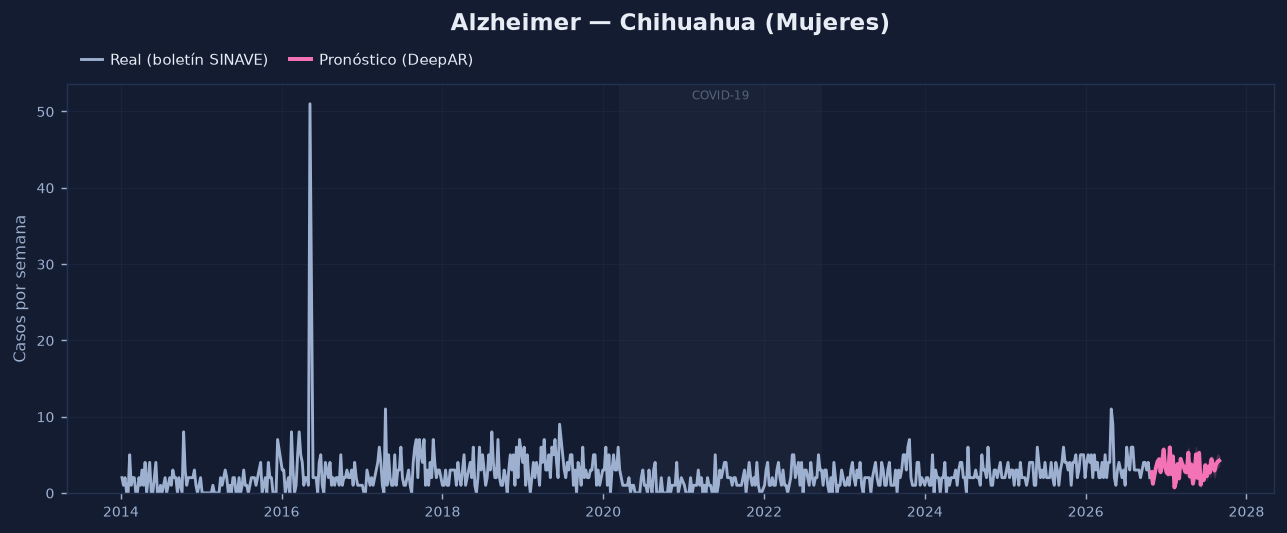 Alzheimer — Chihuahua (Mujeres)
Real (boletín SINAVE) Pronóstico (DeepAR)
COVID-19
Casos por semana
50
40
30
20
10
0
2014 2016 2018 2020 2022 2024 2026 2028